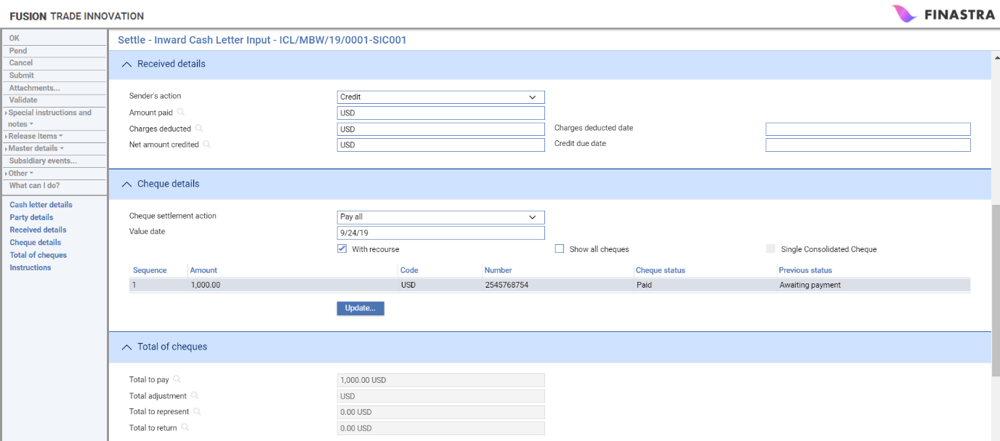 FUSION TRADE INNOVATION
FINASTRA
OK
Pend
Cancel
Submit
Attachments...
Validate
Special instructions and
notes
Release items
Master details
Subsidiary events...
Other
What can I do?
Cash letter details
Party details
Received details
Cheque details
Total of cheques
Instructions
Settle - Inward Cash Letter Input - ICL/MBW/19/0001-SIC001
Received details
Sender's action Credit
Amount paid USD
Charges deducted USD Charges deducted date
Net amount credited USD Credit due date
Cheque details
Cheque settlement action Pay all
Value date 9/24/19
With recourse Show all cheques Single Consolidated Cheque
Sequence Amount Code Number Cheque status Previous status
1 1,000.00 USD 2545768754 Paid Awaiting payment
Update...
Total of cheques
Total to pay 1,000.00 USD
Total adjustment USD
Total to represent 0.00 USD
Total to return 0.00 USD